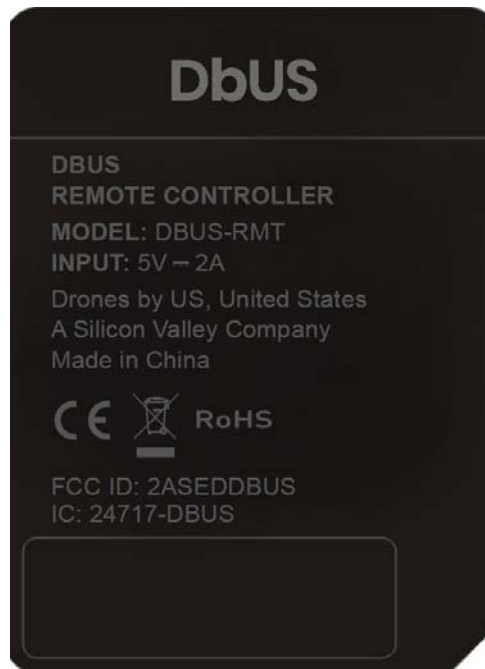 DbUS
DBUS
REMOTE CONTROLLER
MODEL: DBUS-RMT
INPUT: 5V ⎓ 2A
Drones by US, United States
A Silicon Valley Company
Made in China
CE RoHS
FCC ID: 2ASEDDBUS
IC: 24717-DBUS